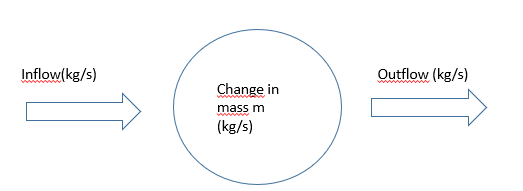 Inflow(kg/s)
Change in
mass m
(kg/s)
Outflow (kg/s)